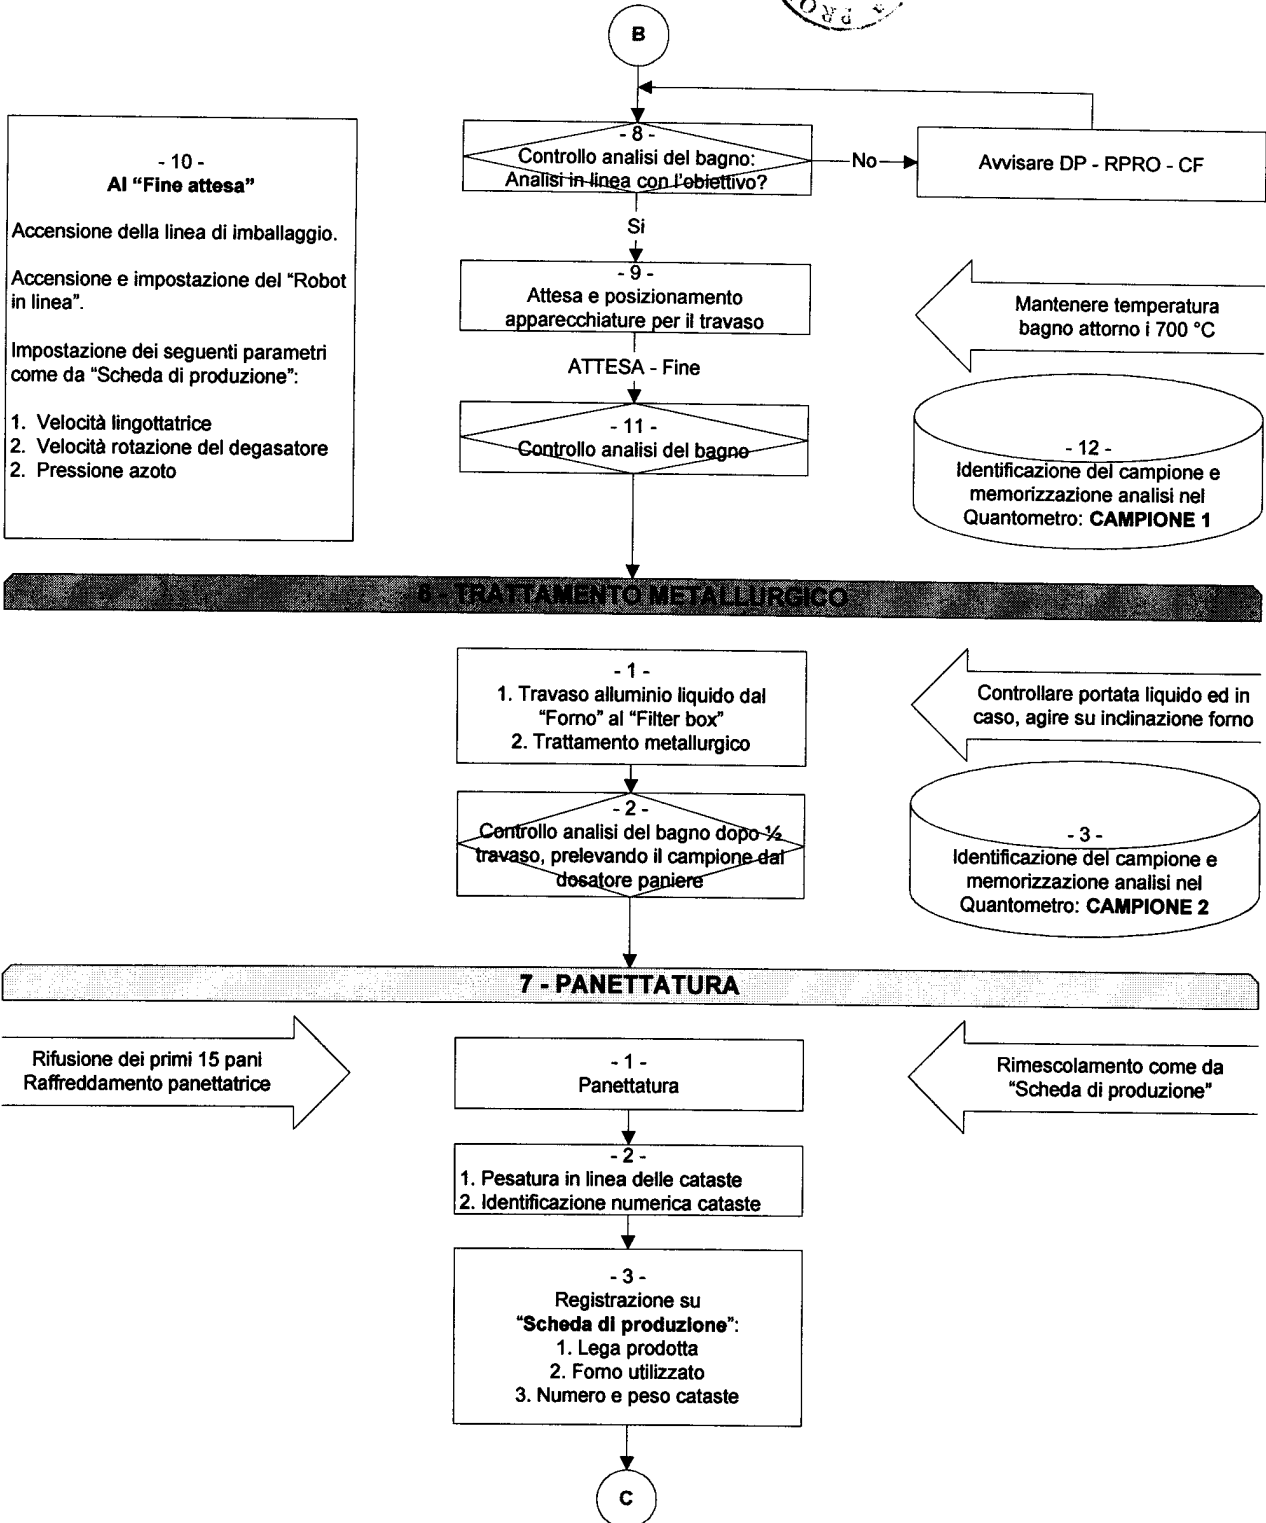 B
- 8 -
Controllo analisi del bagno:
Analisi in linea con l'obiettivo?
No
Avvisare DP - RPRO - CF
Si
- 9 -
Attesa e posizionamento
apparecchiature per il travaso
Mantenere temperatura
bagno attorno i 700 °C
ATTESA - Fine
- 10 -
Al “Fine attesa”
Accensione della linea di imballaggio.
Accensione e impostazione del “Robot
in linea”.
Impostazione dei seguenti parametri
come da “Scheda di produzione”:
1. Velocità lingottatrice
2. Velocità rotazione del degasatore
2. Pressione azoto
- 11 -
Controllo analisi del bagno
- 12 -
Identificazione del campione e
memorizzazione analisi nel
Quantometro: CAMPIONE 1
6 - TRATTAMENTO METALLURGICO
- 1 -
1. Travaso alluminio liquido dal
“Forno” al “Filter box”
2. Trattamento metallurgico
Controllare portata liquido ed in
caso, agire su inclinazione forno
- 2 -
Controllo analisi del bagno dopo ½
travaso, prelevando il campione dal
dosatore paniere
- 3 -
Identificazione del campione e
memorizzazione analisi nel
Quantometro: CAMPIONE 2
7 - PANETTATURA
Rifusione dei primi 15 pani
Raffreddamento panettatrice
- 1 -
Panettatura
Rimescolamento come da
“Scheda di produzione”
- 2 -
1. Pesatura in linea delle cataste
2. Identificazione numerica cataste
- 3 -
Registrazione su
“Scheda di produzione”:
1. Lega prodotta
2. Forno utilizzato
3. Numero e peso cataste
C